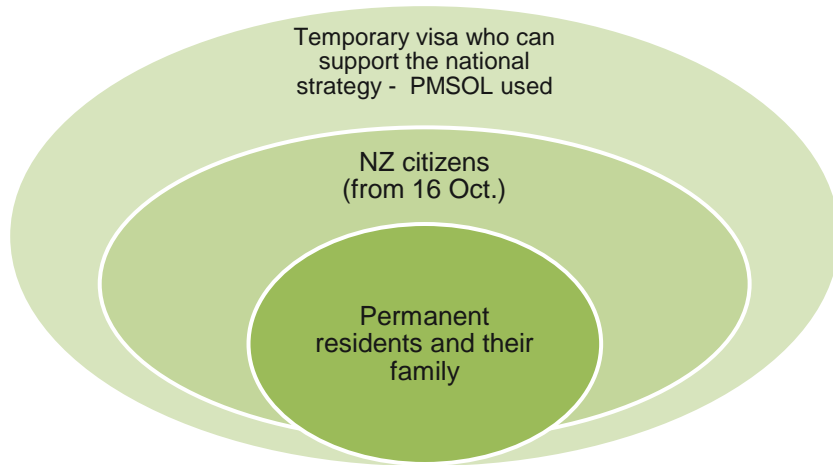 Temporary visa who can
support the national
strategy - PMSOL used
NZ citizens
(from 16 Oct.)
Permanent
residents and their
family